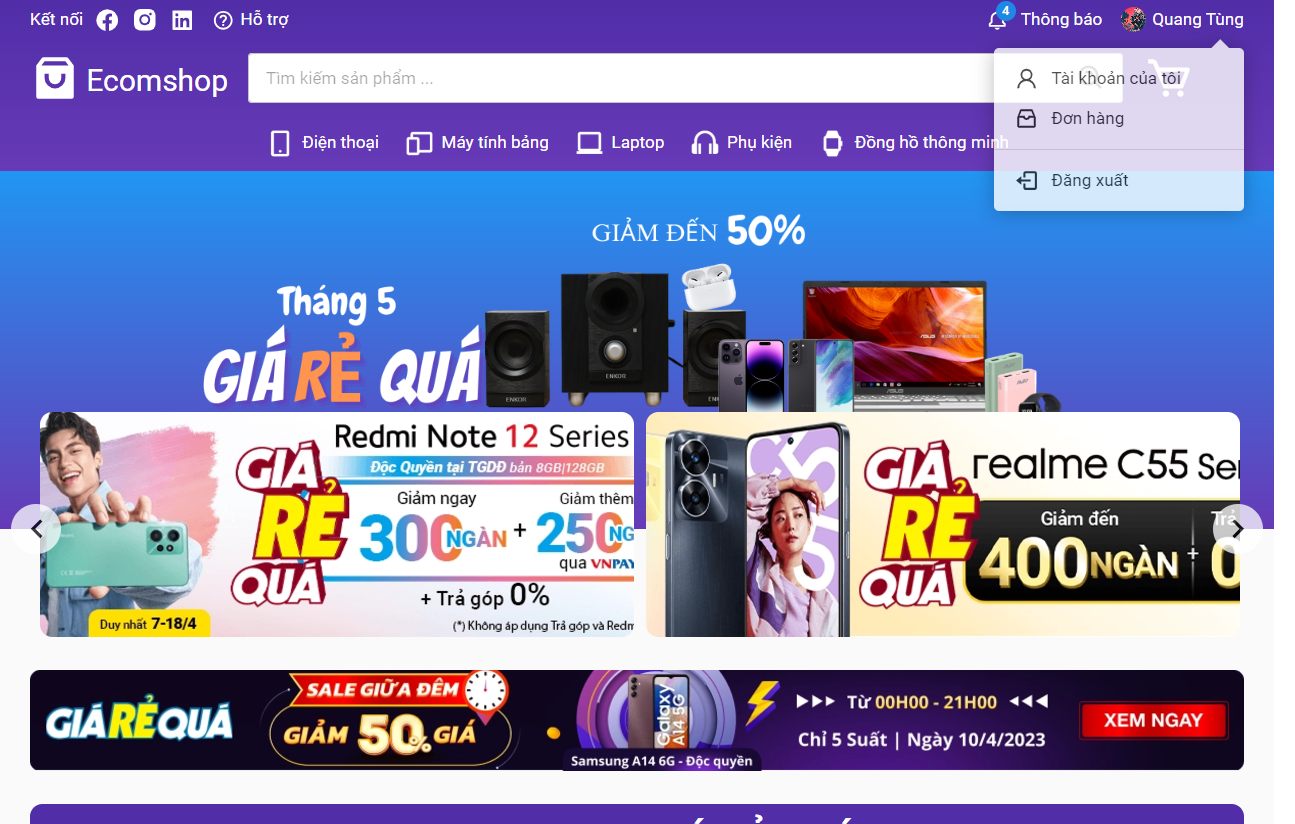 Kết nối
Hỗ trợ
4
Thông báo
Quang Tùng
Ecomshop
Tìm kiếm sản phẩm ...
Tài khoản của tôi
Đơn hàng
Đăng xuất
Điện thoại
Máy tính bảng
Laptop
Phụ kiện
Đồng hồ thông minh
GIẢM ĐẾN 50%
Tháng 5
GIÁ RẺ QUÁ
ENKOR
ENKOR
ASUS
ASUS
Redmi Note 12 Series
Độc Quyền tại TGDĐ bản 8GB|128GB
GIÁ
RẺ
QUÁ
Giảm ngay
300NGÀN
+
Giảm thêm
250NG
qua VNPAY
+ Trả góp 0%
(*) Không áp dụng Trả góp và Redm
Duy nhất 7-18/4
realme C55 Se
GIÁ
RẺ
QUÁ
Giảm đến
400NGÀN
+
Trả
0
GIÁ RẺ QUÁ
SALE GIỮA ĐÊM
GIẢM 50% GIÁ
Galaxy
A14 5G
Samsung A14 6G - Độc quyền
Từ 00H00 - 21H00
Chỉ 5 Suất | Ngày 10/4/2023
XEM NGAY